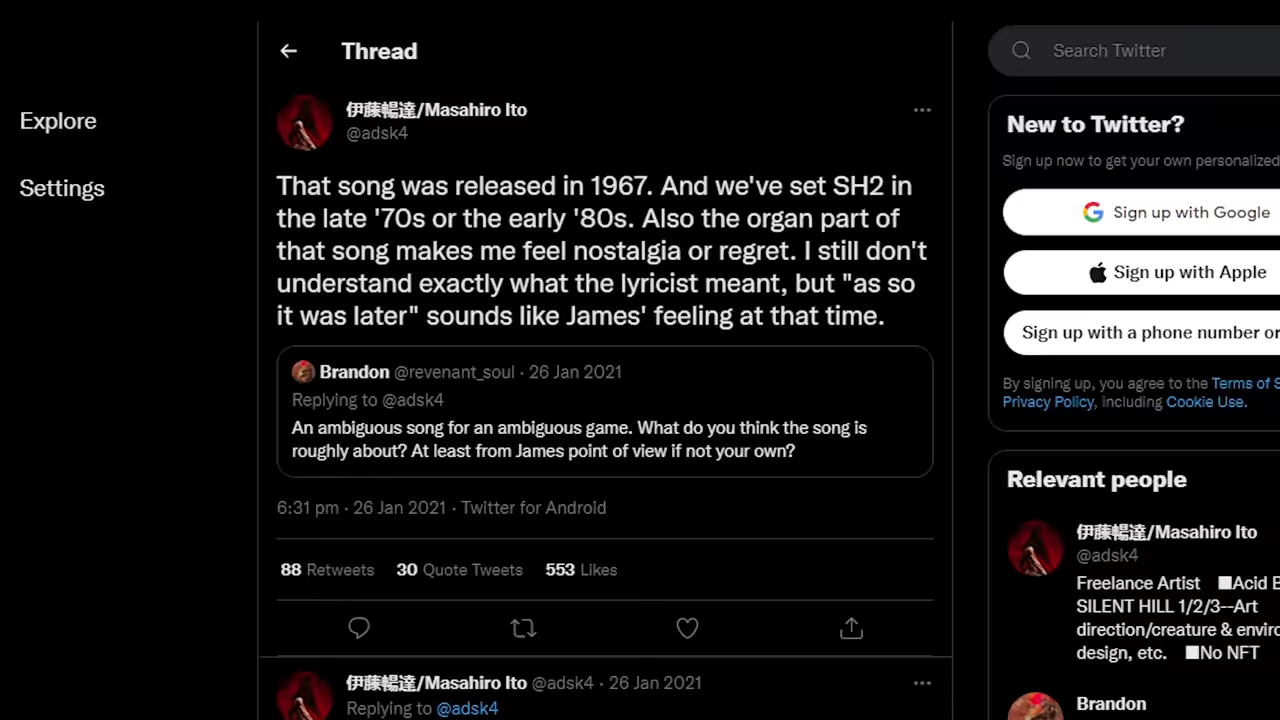 Thread
Search Twitter
伊藤暢達/Masahiro Ito
@adsk4
Explore
Settings
That song was released in 1967. And we've set SH2 in
the late '70s or the early '80s. Also the organ part of
that song makes me feel nostalgia or regret. I still don't
understand exactly what the lyricist meant, but "as so
it was later" sounds like James' feeling at that time.
Brandon @revenant_soul · 26 Jan 2021
Replying to @adsk4
An ambiguous song for an ambiguous game. What do you think the song is
roughly about? At least from James point of view if not your own?
6:31 pm · 26 Jan 2021 · Twitter for Android
88 Retweets 30 Quote Tweets 553 Likes
伊藤暢達/Masahiro Ito @adsk4 · 26 Jan 2021
Replying to @adsk4
New to Twitter?
Sign up now to get your own personalized
Sign up with Google
Sign up with Apple
Sign up with a phone number or
By signing up, you agree to the Terms of S
Privacy Policy, including Cookie Use.
Relevant people
伊藤暢達/Masahiro Ito
@adsk4
Freelance Artist ■Acid B
SILENT HILL 1/2/3--Art
direction/creature & enviro
design, etc. ■No NFT
Brandon